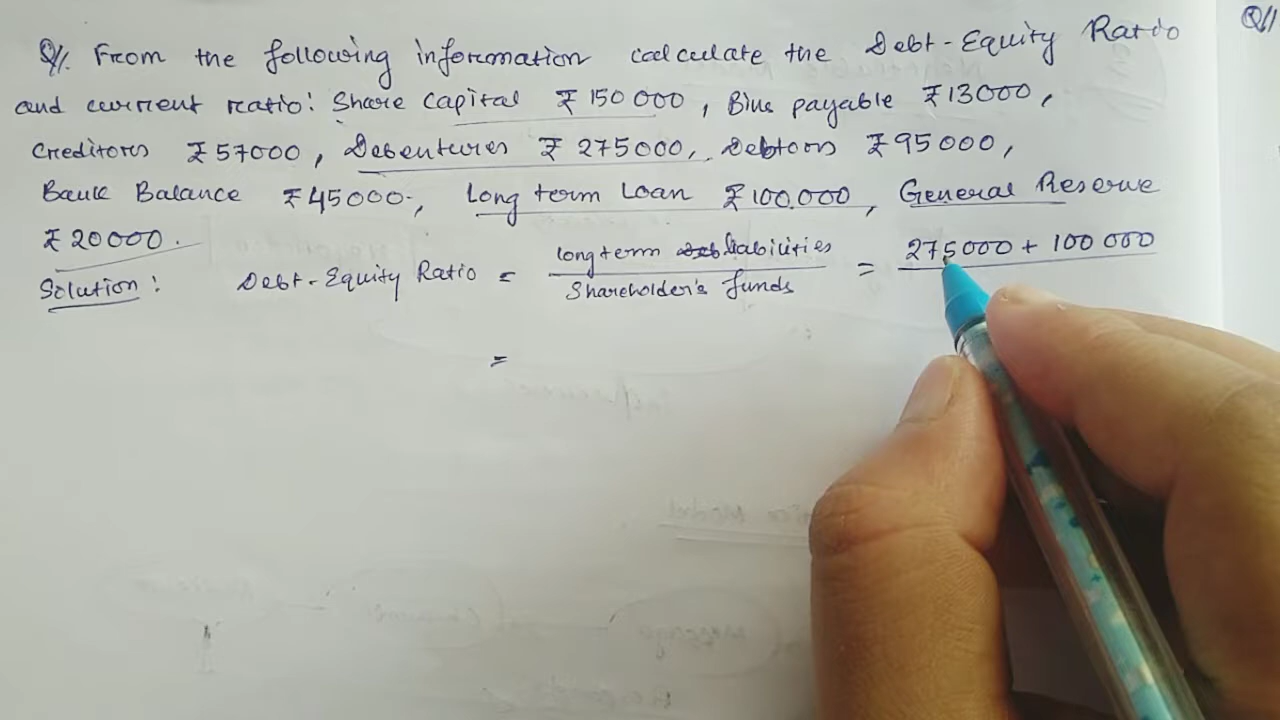 Q/. From the following information calculate the Debt-Equity Ratio
and current ratio: Share capital ₹150000, Bills payable ₹13000,
Creditors ₹57000, Debentures ₹275000, Debtors ₹95000,
Bank Balance ₹45000., Long term Loan ₹100.000, General Reserve
₹20000.
Solution: Debt-Equity Ratio = long term liabilities / Shareholder's funds = 275000 + 100 000
=
Q//